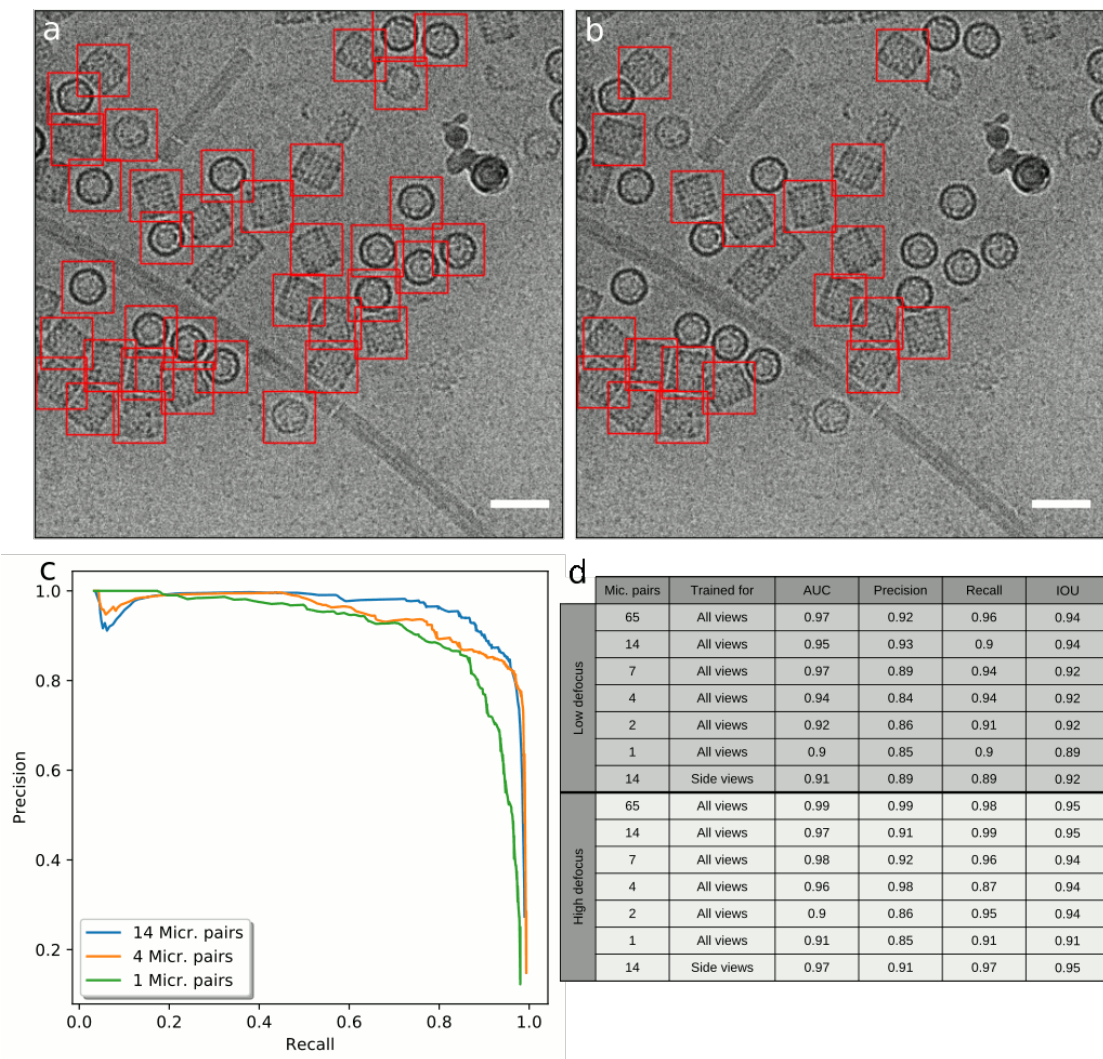 a
b
c
1.0
0.8
0.6
0.4
0.2
Precision
14 Micr. pairs
4 Micr. pairs
1 Micr. pairs
0.0 0.2 0.4 0.6 0.8 1.0
Recall
d
Mic. pairs Trained for AUC Precision Recall IOU
Low defocus
65 All views 0.97 0.92 0.96 0.94
14 All views 0.95 0.93 0.9 0.94
7 All views 0.97 0.89 0.94 0.92
4 All views 0.94 0.84 0.94 0.92
2 All views 0.92 0.86 0.91 0.92
1 All views 0.9 0.85 0.9 0.89
14 Side views 0.91 0.89 0.89 0.92
High defocus
65 All views 0.99 0.99 0.98 0.95
14 All views 0.97 0.91 0.99 0.95
7 All views 0.98 0.92 0.96 0.94
4 All views 0.96 0.98 0.87 0.94
2 All views 0.9 0.86 0.95 0.94
1 All views 0.91 0.85 0.91 0.91
14 Side views 0.97 0.91 0.97 0.95